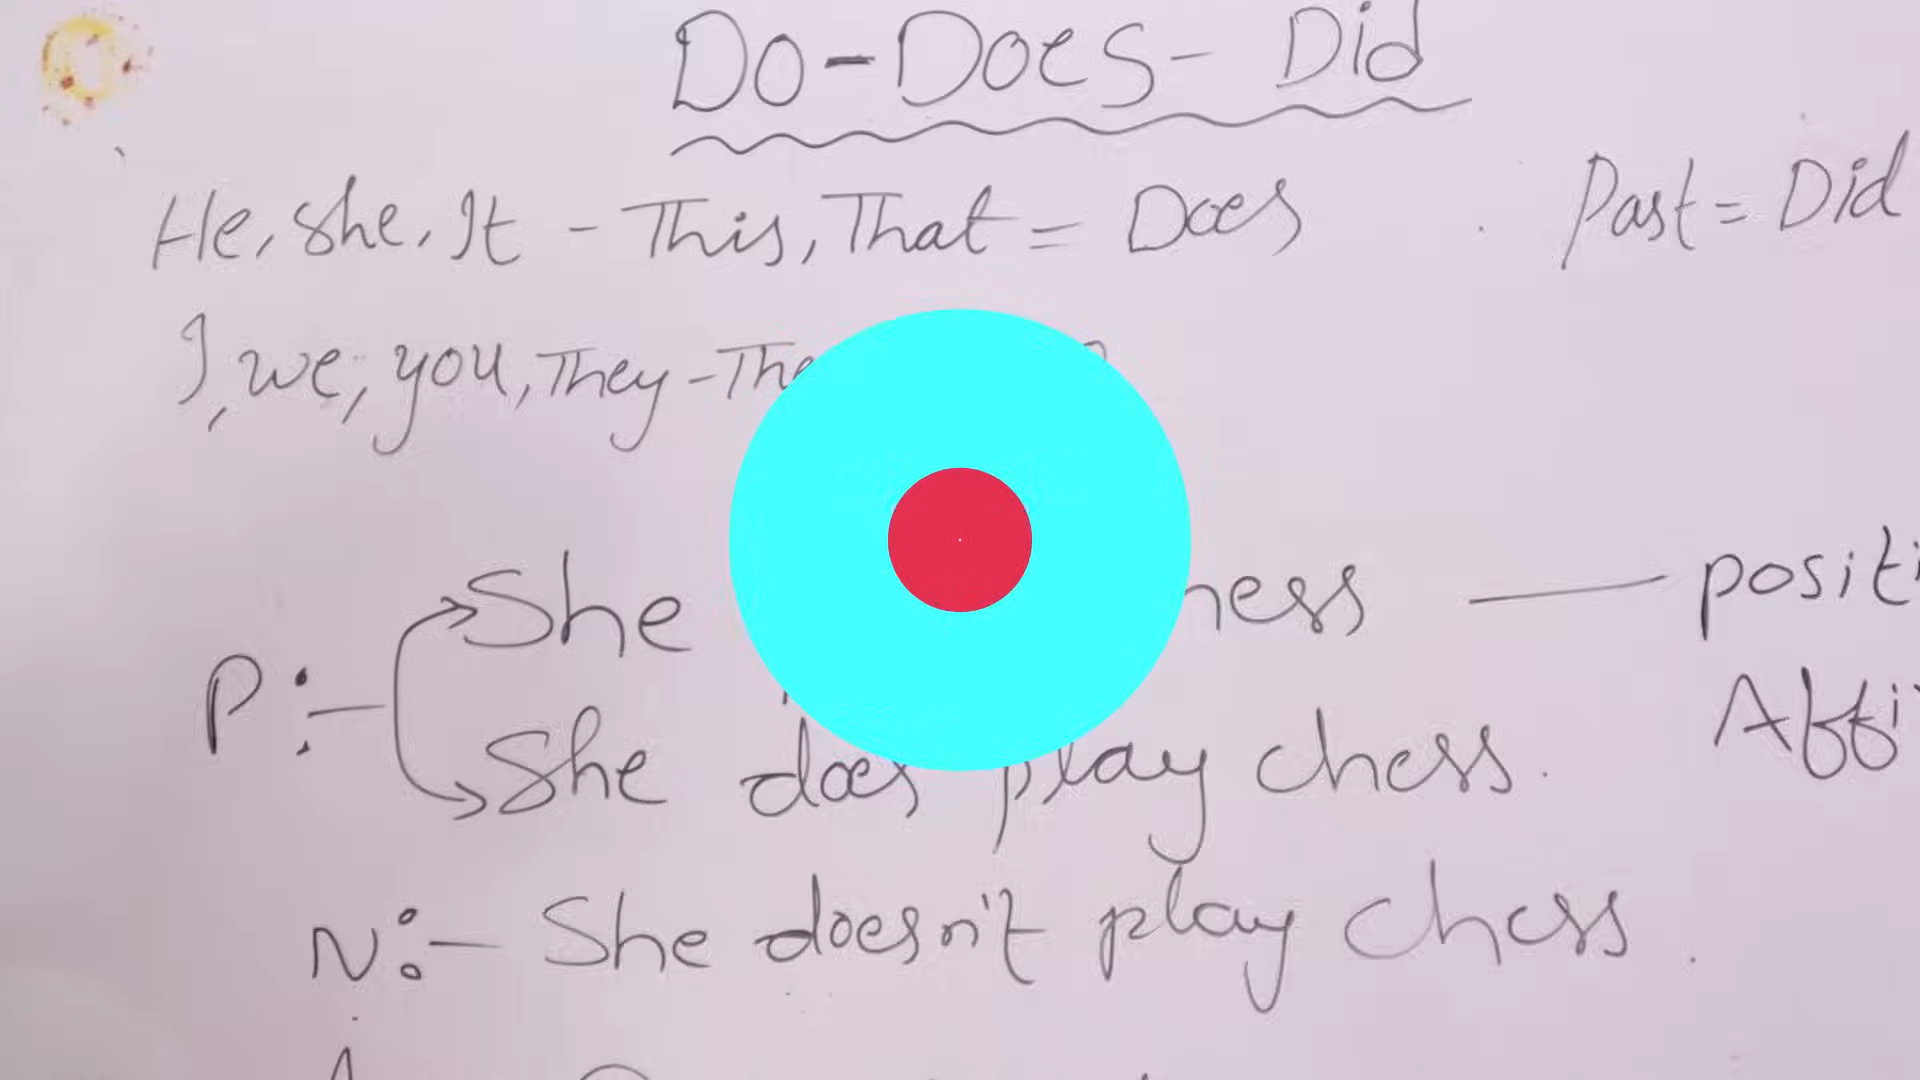 Do-Does- Did
He, she, It - This, That = Does . Past = Did
I, we, you, They -
She
P:-
She does play chess.
N:- She doesn't play chess.